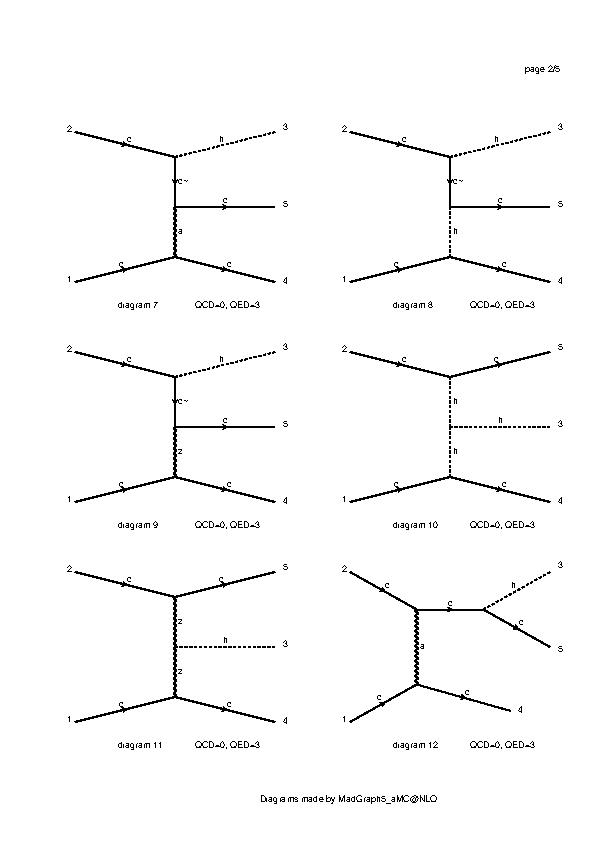 page 2/5
2 c h 3
c~
c 5
a
1 c c 4
diagram 7 QCD=0, QED=3
2 c h 3
c~
c 5
h
1 c c 4
diagram 8 QCD=0, QED=3
2 c h 3
c~
c 5
z
1 c c 4
diagram 9 QCD=0, QED=3
2 c c 5
h
h 3
h
1 c c 4
diagram 10 QCD=0, QED=3
2 c c 5
z
h 3
z
1 c c 4
diagram 11 QCD=0, QED=3
2 3
c h
c
c
a 5
c c
1 4
diagram 12 QCD=0, QED=3
Diagrams made by MadGraph5_aMC@NLO